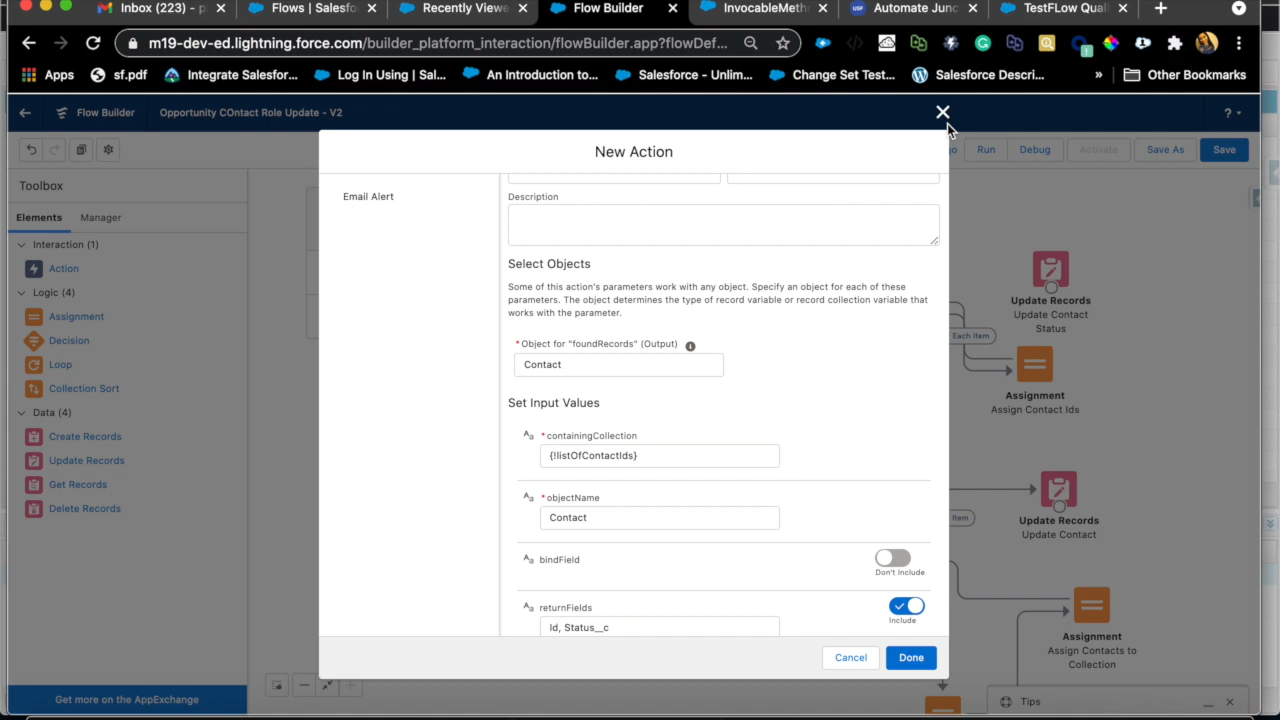 Inbox (223) - p
Flows | Salesfo
Recently Viewe
Flow Builder
InvocableMeth
Automate Junc
TestFLow Quali
m19-dev-ed.lightning.force.com/builder_platform_interaction/flowBuilder.app?flowDef...
Apps
sf.pdf
Integrate Salesfor...
Log In Using | Sal...
An Introduction to...
Salesforce - Unlim...
Change Set Test...
Salesforce Descri...
»
Other Bookmarks
Flow Builder
Opportunity COntact Role Update - V2
?
New Action
Run
Debug
Activate
Save As
Save
Toolbox
Elements
Manager
Interaction (1)
Action
Logic (4)
Assignment
Decision
Loop
Collection Sort
Data (4)
Create Records
Update Records
Get Records
Delete Records
Get more on the AppExchange
Email Alert
Description
Select Objects
Some of this action's parameters work with any object. Specify an object for each of these
parameters. The object determines the type of record variable or record collection variable that
works with the parameter.
*Object for "foundRecords" (Output)
Contact
Set Input Values
Aa *containingCollection
{!listOfContactIds}
Aa *objectName
Contact
Aa bindField
Don't Include
Aa returnFields
Include
Id, Status__c
Cancel
Done
Update Records
Update Contact
Status
Each Item
Assignment
Assign Contact Ids
Update Records
Update Contact
Item
Assignment
Assign Contacts to
Collection
Tips